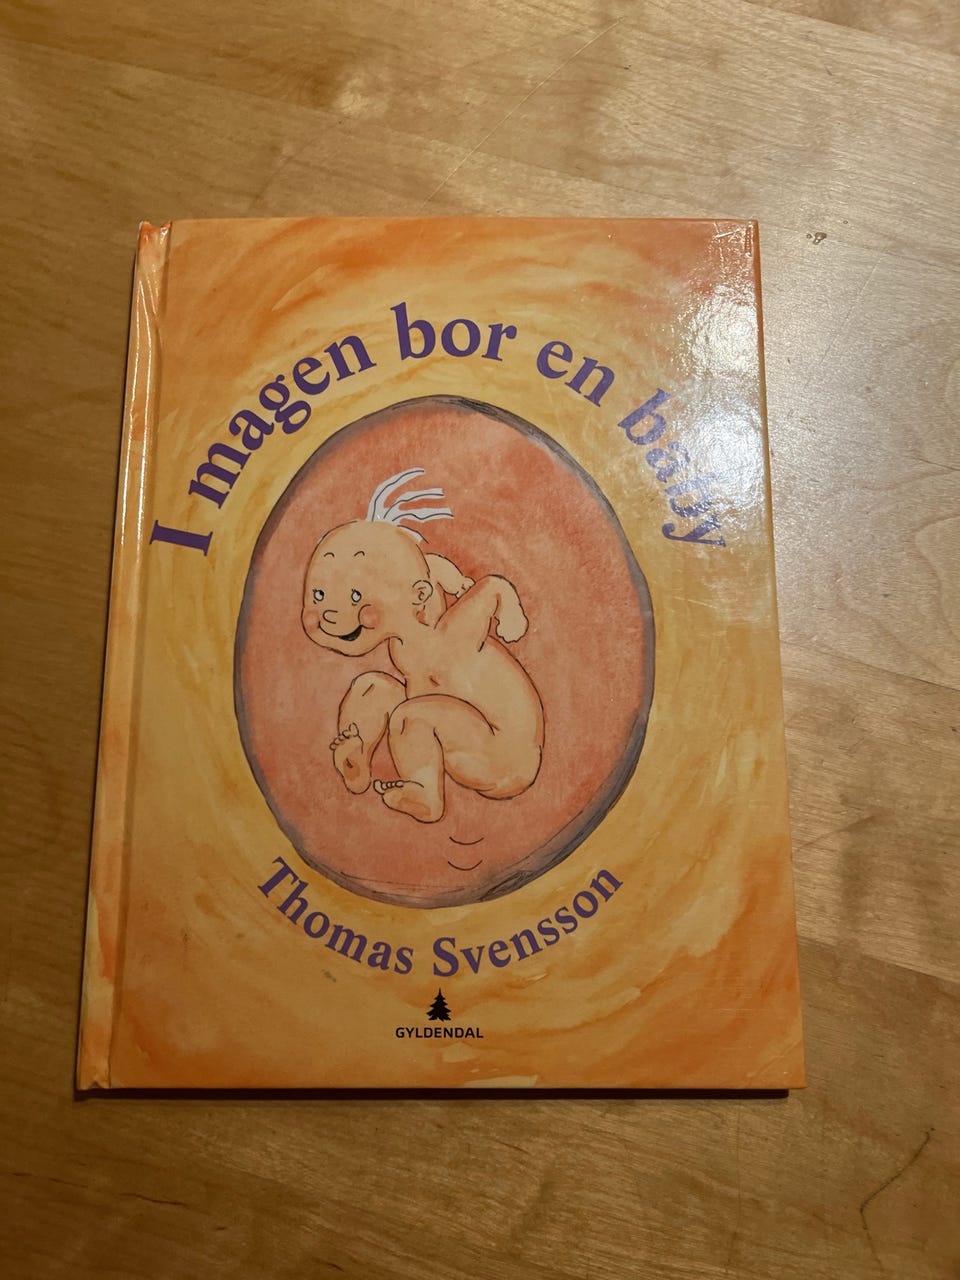 I magen bor en baby
Thomas Svensson
GYLDENDAL